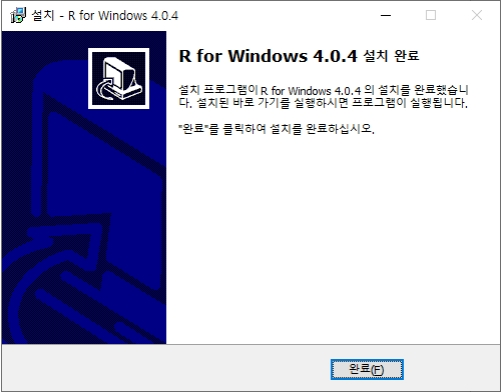 설치 - R for Windows 4.0.4
R for Windows 4.0.4 설치 완료
설치 프로그램이 R for Windows 4.0.4 의 설치를 완료했습니
다. 설치된 바로 가기를 실행하시면 프로그램이 실행됩니다.
"완료"를 클릭하여 설치를 완료하십시오.
완료(F)